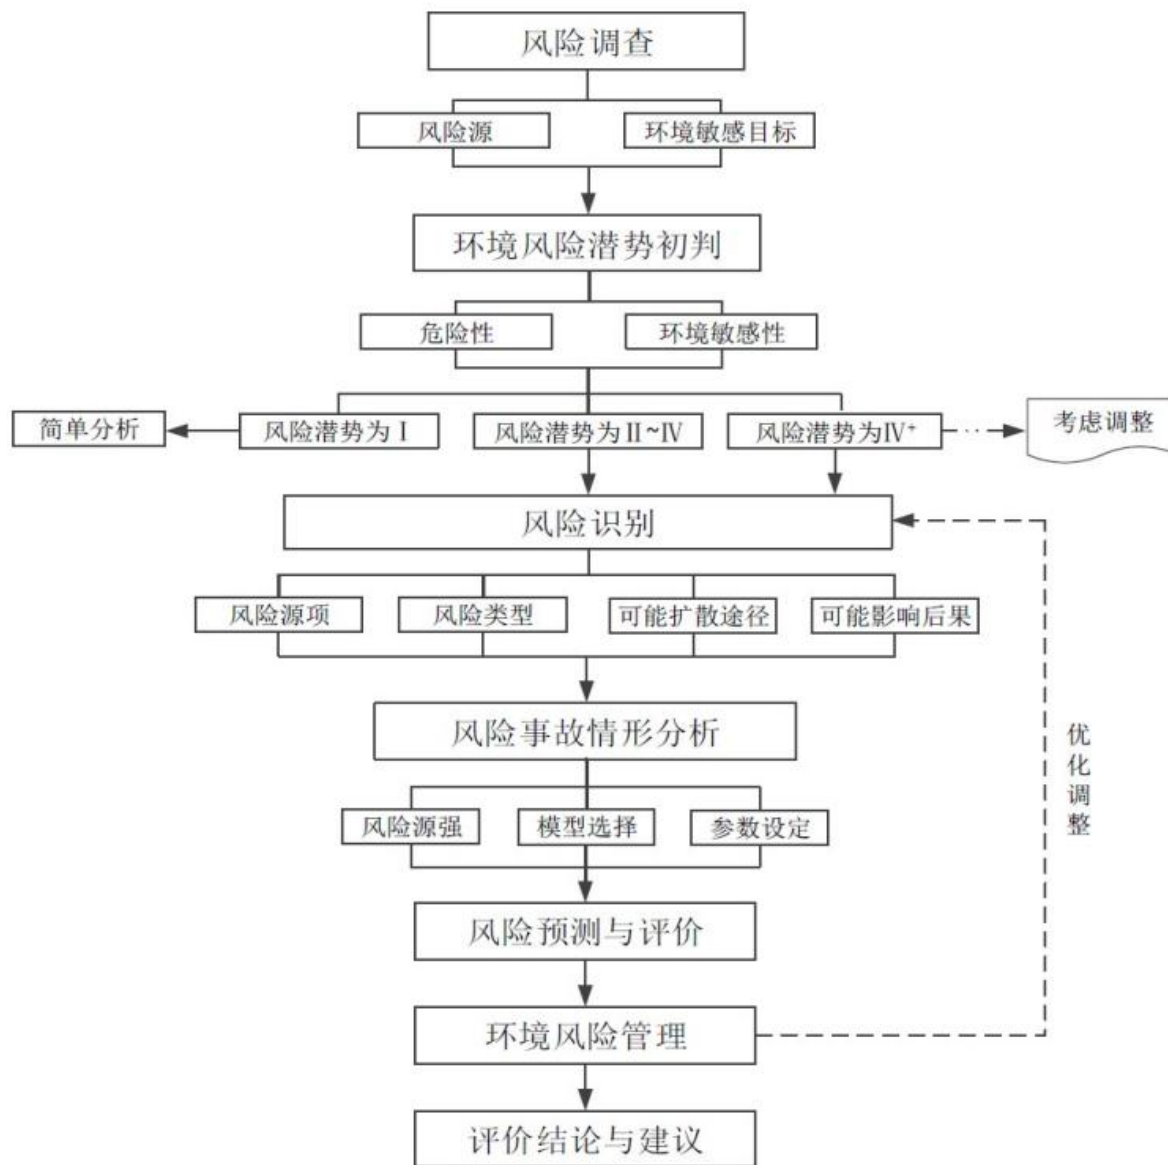 风险调查
风险源
环境敏感目标
环境风险潜势初判
危险性
环境敏感性
简单分析
风险潜势为Ⅰ
风险潜势为Ⅱ~Ⅳ
风险潜势为Ⅳ⁺
考虑调整
风险识别
风险源项
风险类型
可能扩散途径
可能影响后果
风险事故情形分析
优化调整
风险源强
模型选择
参数设定
风险预测与评价
环境风险管理
评价结论与建议